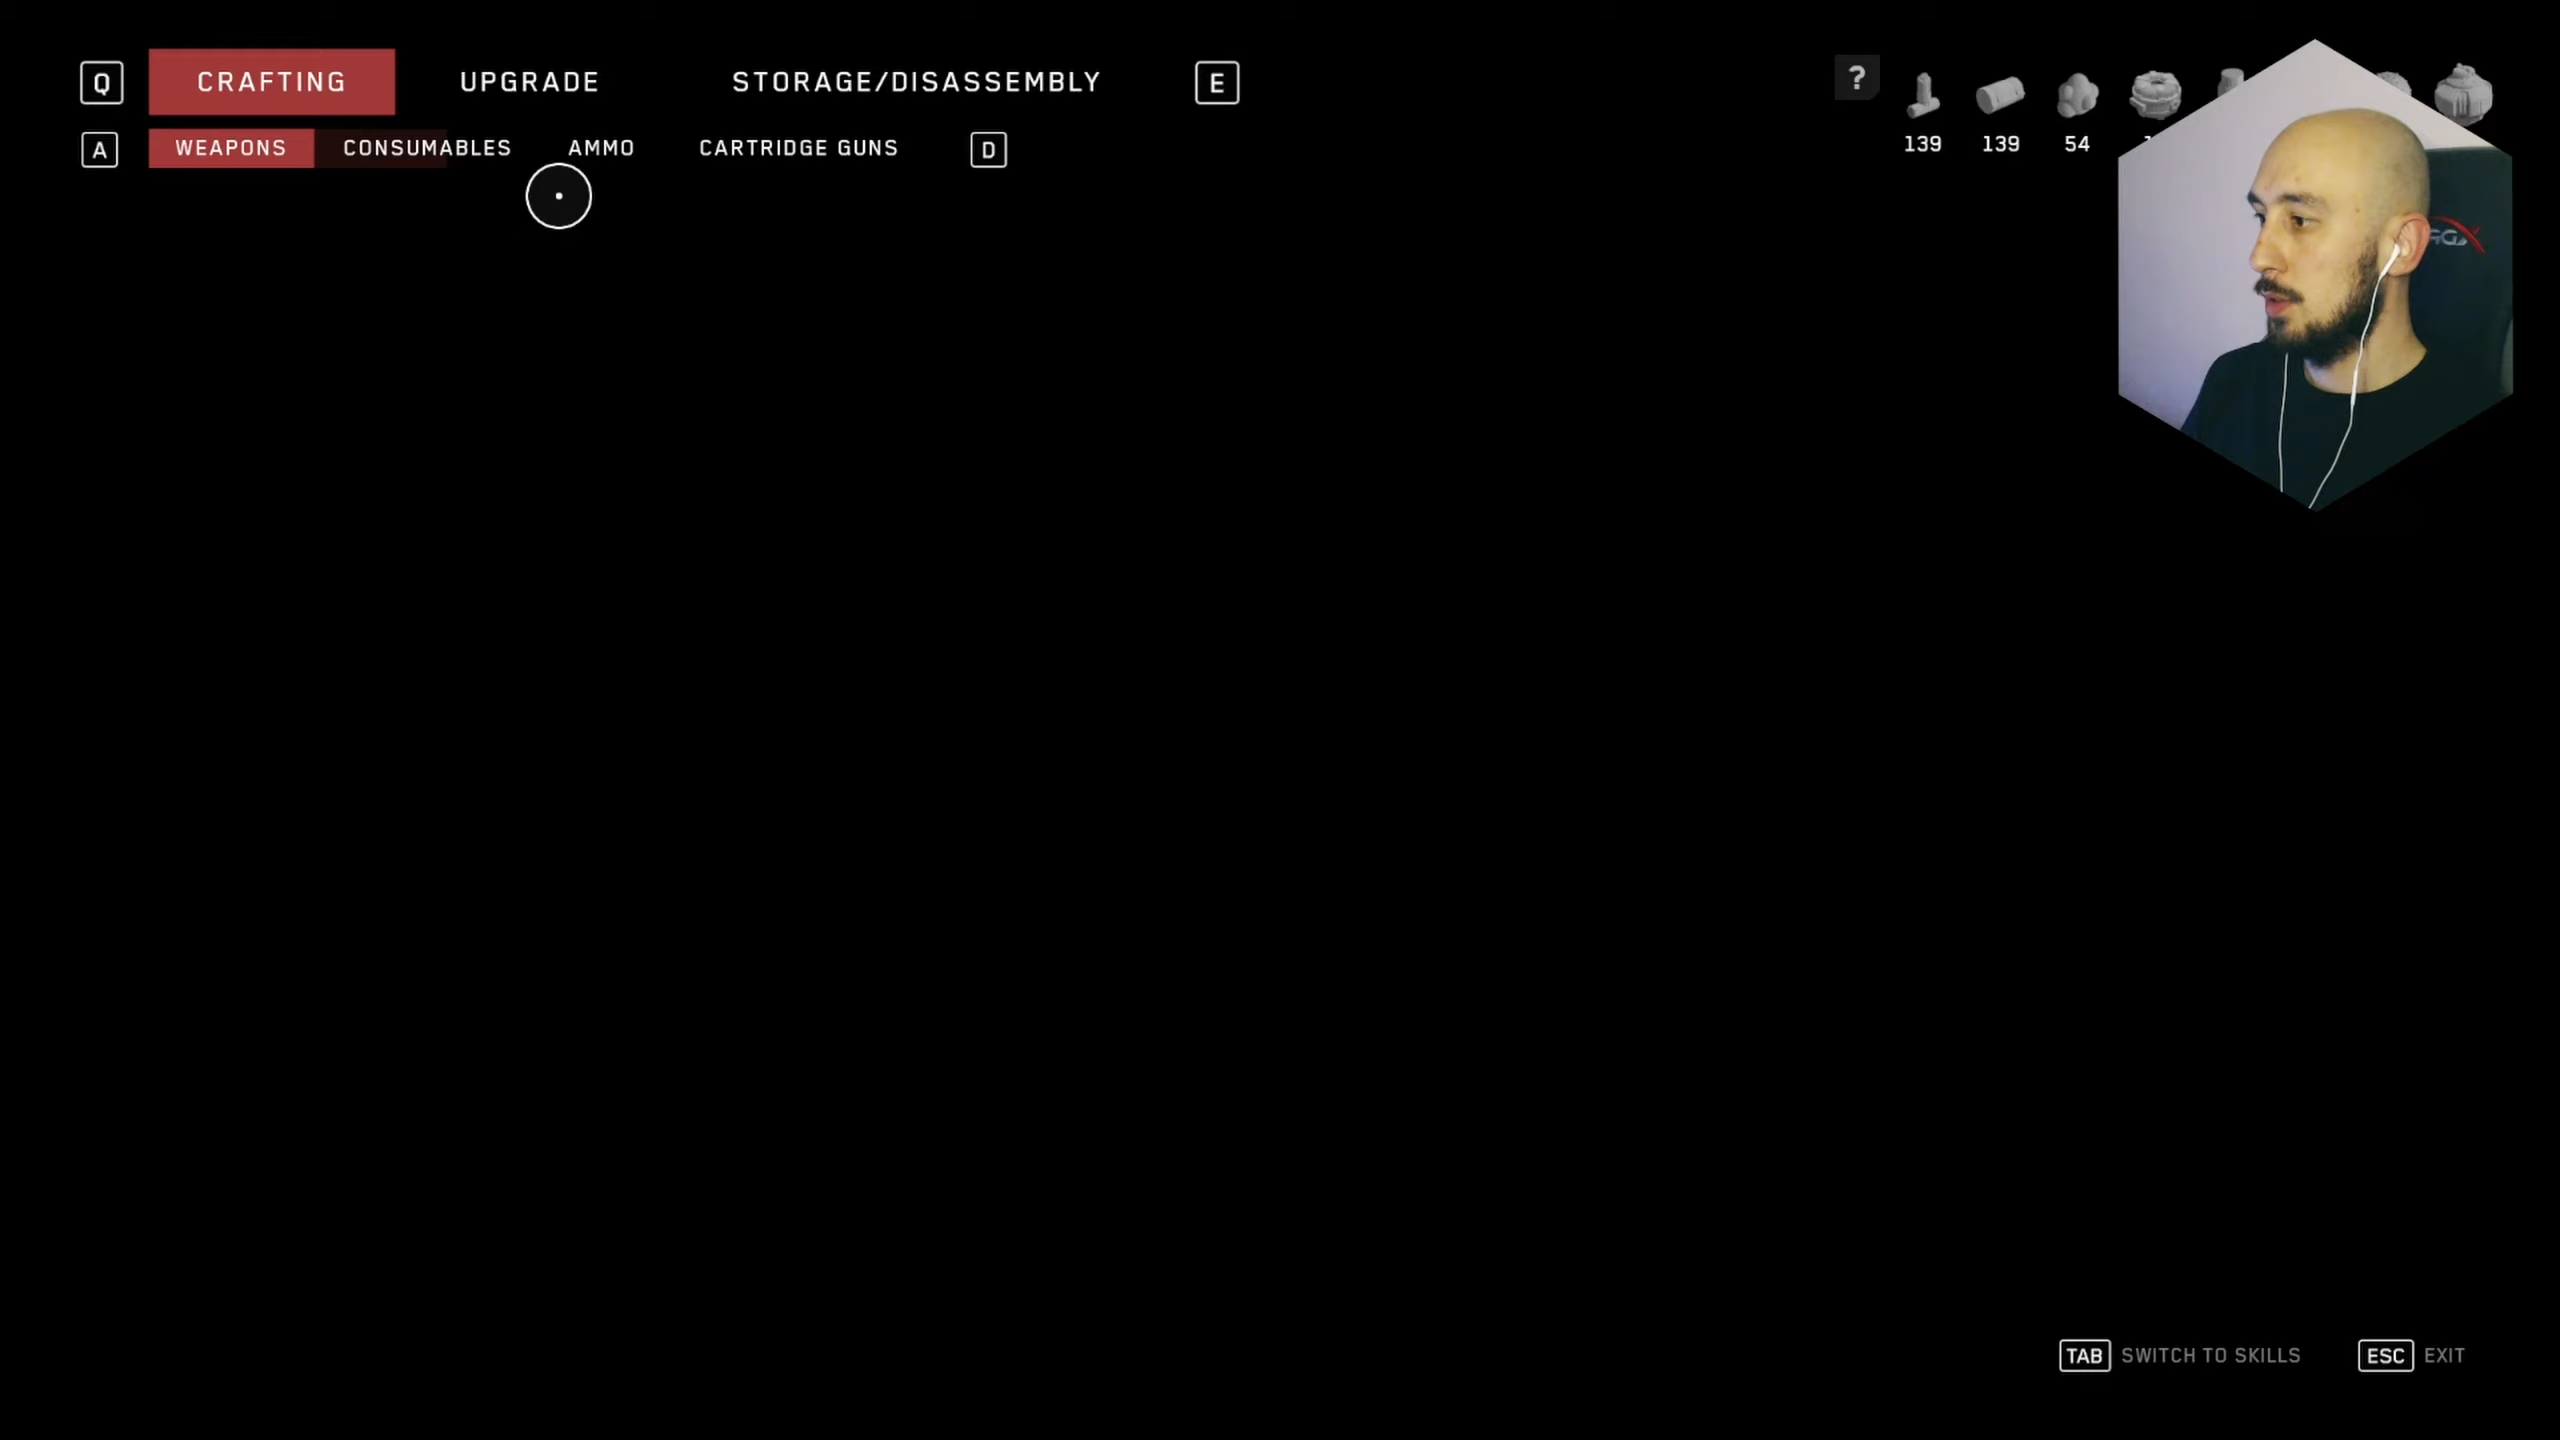 Q CRAFTING UPGRADE STORAGE/DISASSEMBLY E ?
A WEAPONS CONSUMABLES AMMO CARTRIDGE GUNS D 139 139 54
TAB SWITCH TO SKILLS ESC EXIT